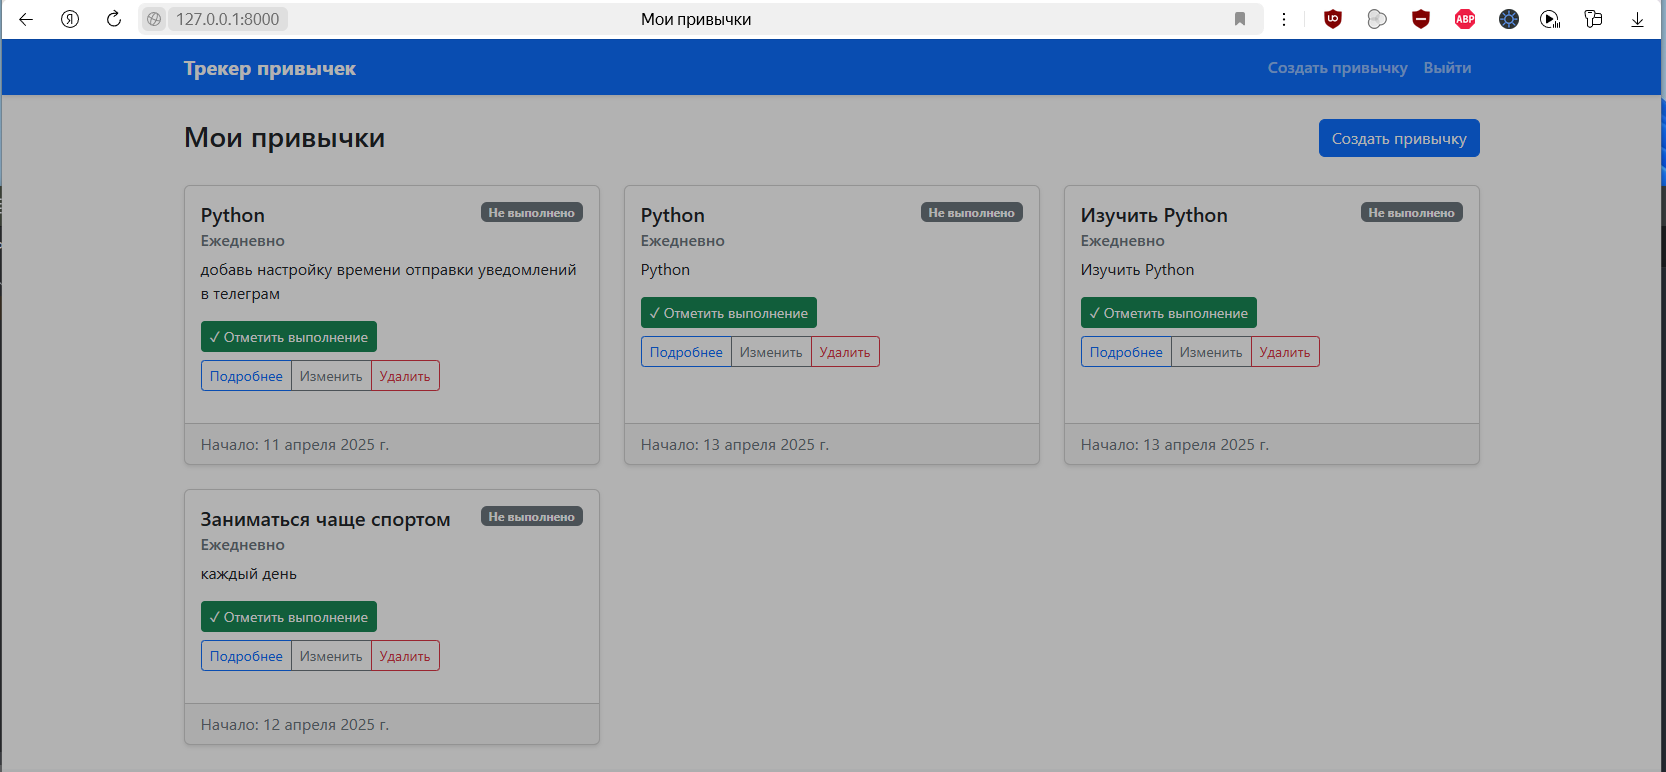 127.0.0.1:8000
Мои привычки
ABP
Трекер привычек
Создать привычку
Выйти
Мои привычки
Создать привычку
Python
Не выполнено
Ежедневно
добавь настройку времени отправки уведомлений
в телеграм
✓ Отметить выполнение
Подробнее
Изменить
Удалить
Начало: 11 апреля 2025 г.
Python
Не выполнено
Ежедневно
Python
✓ Отметить выполнение
Подробнее
Изменить
Удалить
Начало: 13 апреля 2025 г.
Изучить Python
Не выполнено
Ежедневно
Изучить Python
✓ Отметить выполнение
Подробнее
Изменить
Удалить
Начало: 13 апреля 2025 г.
Заниматься чаще спортом
Не выполнено
Ежедневно
каждый день
✓ Отметить выполнение
Подробнее
Изменить
Удалить
Начало: 12 апреля 2025 г.